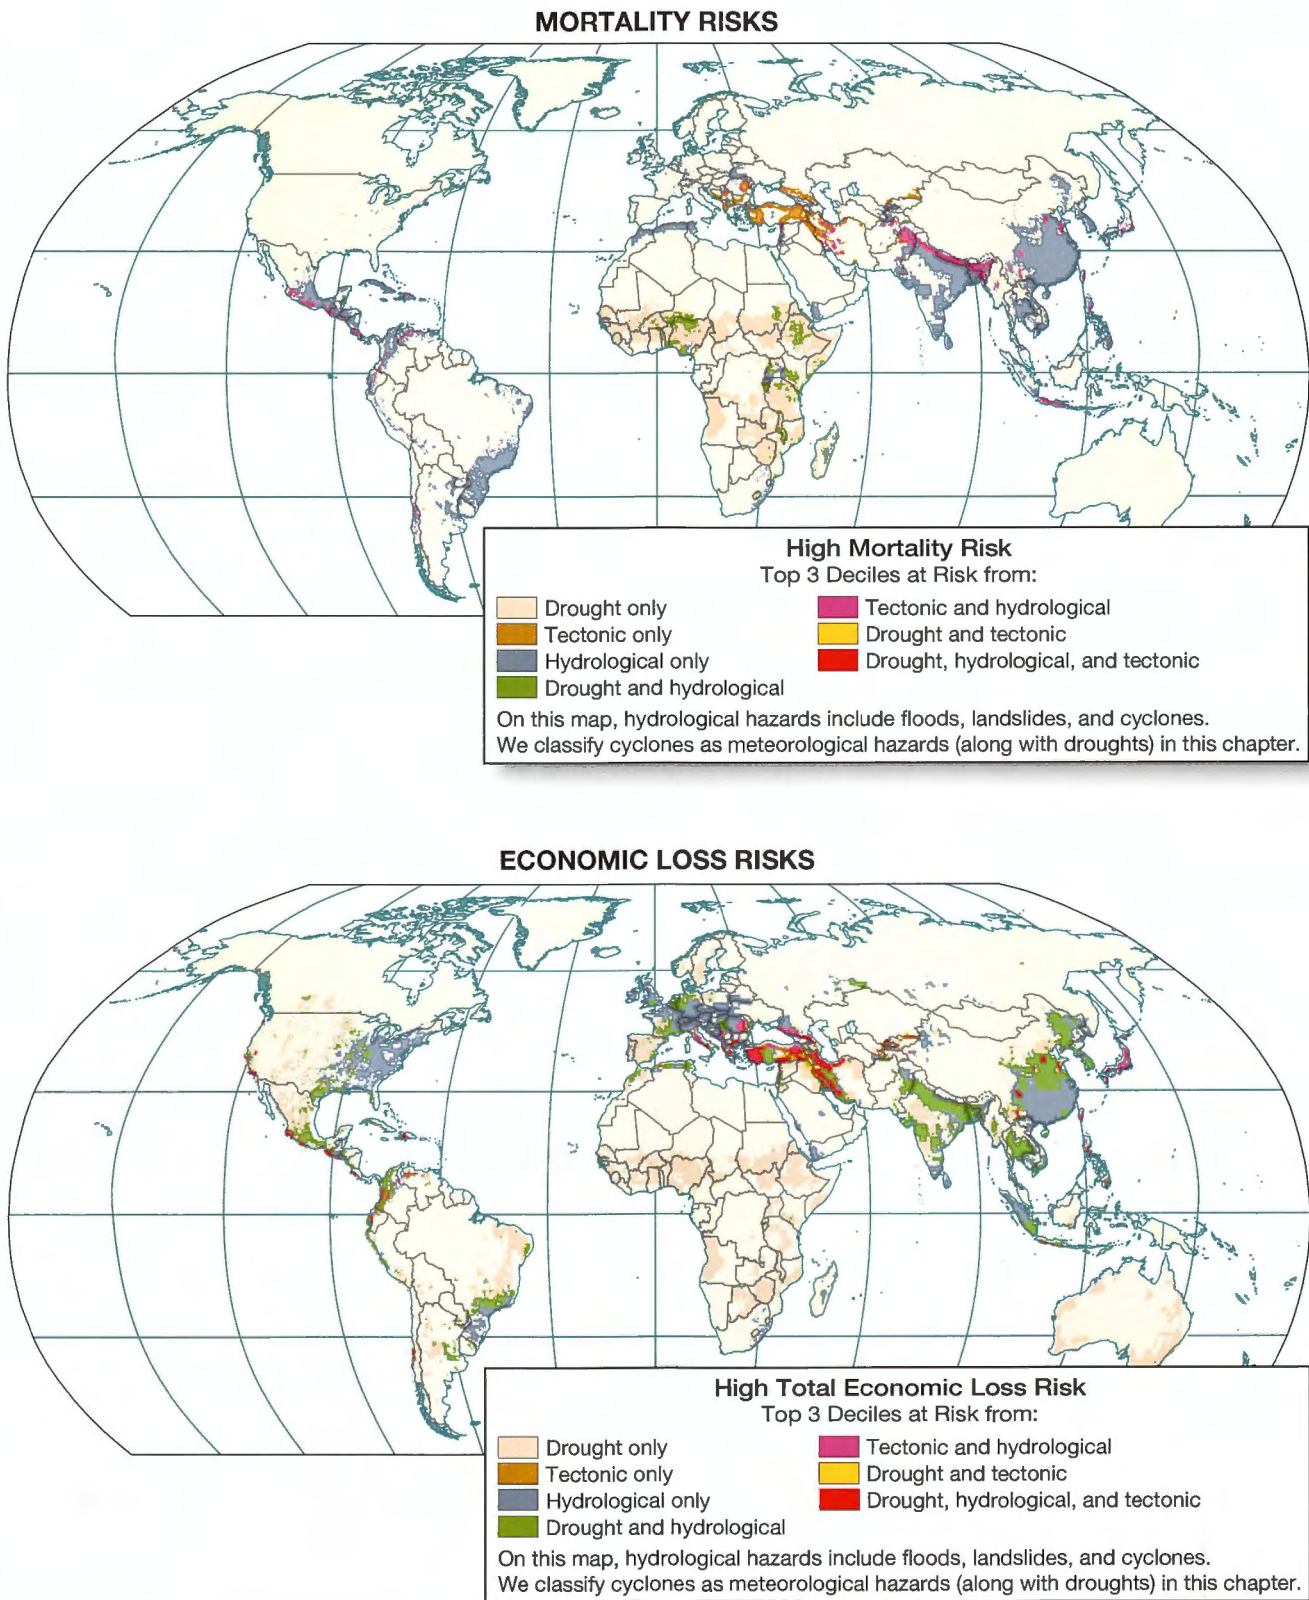 MORTALITY RISKS
High Mortality Risk
Top 3 Deciles at Risk from:
Drought only
Tectonic only
Hydrological only
Drought and hydrological
Tectonic and hydrological
Drought and tectonic
Drought, hydrological, and tectonic
On this map, hydrological hazards include floods, landslides, and cyclones.
We classify cyclones as meteorological hazards (along with droughts) in this chapter.
ECONOMIC LOSS RISKS
High Total Economic Loss Risk
Top 3 Deciles at Risk from:
Drought only
Tectonic only
Hydrological only
Drought and hydrological
Tectonic and hydrological
Drought and tectonic
Drought, hydrological, and tectonic
On this map, hydrological hazards include floods, landslides, and cyclones.
We classify cyclones as meteorological hazards (along with droughts) in this chapter.